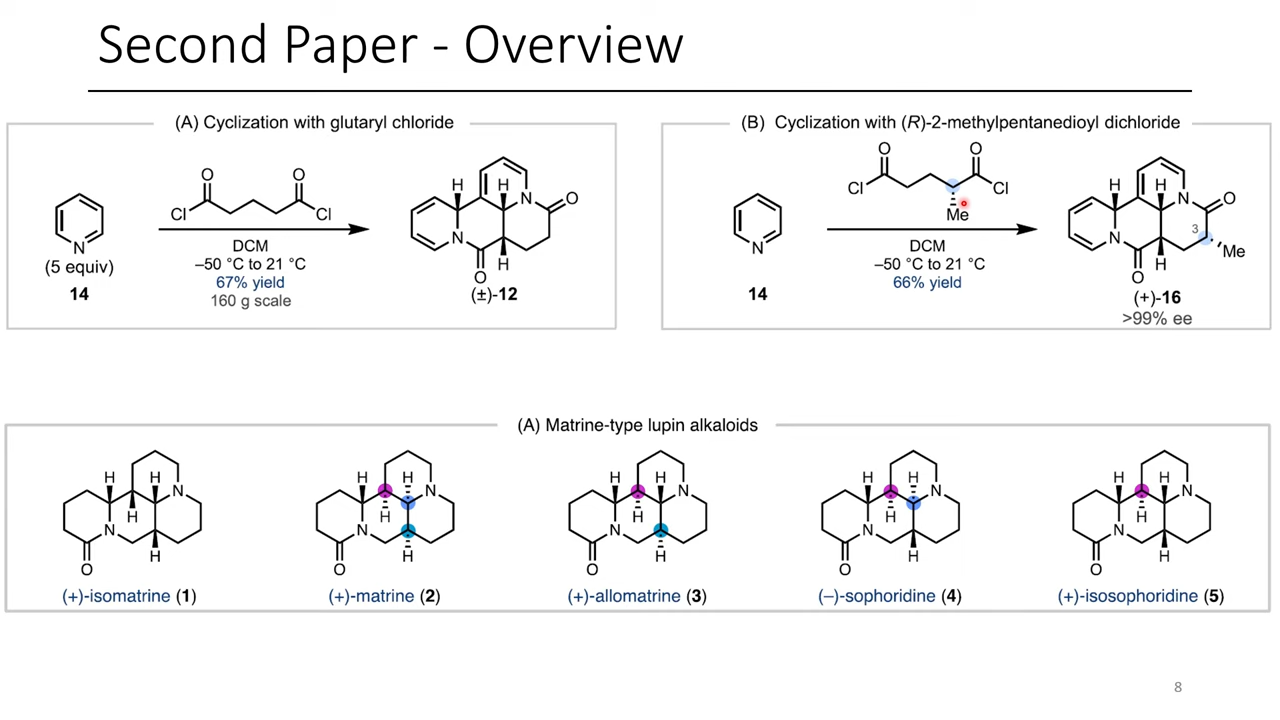 Second Paper - Overview
(A) Cyclization with glutaryl chloride
O
O
Cl
Cl
N
(5 equiv)
14
DCM
–50 °C to 21 °C
67% yield
160 g scale
H
H
N
O
N
H
O
(±)-12
(B) Cyclization with (R)-2-methylpentanedioyl dichloride
O
O
Cl
Cl
Me
N
14
DCM
–50 °C to 21 °C
66% yield
H
H
N
O
3
N
Me
H
O
(+)-16
>99% ee
(A) Matrine-type lupin alkaloids
H
H
N
H
N
H
O
(+)-isomatrine (1)
H
H
N
H
N
H
O
(+)-matrine (2)
H
H
N
H
N
H
O
(+)-allomatrine (3)
H
H
N
H
N
H
O
(–)-sophoridine (4)
H
H
N
H
N
H
O
(+)-isosophoridine (5)
8